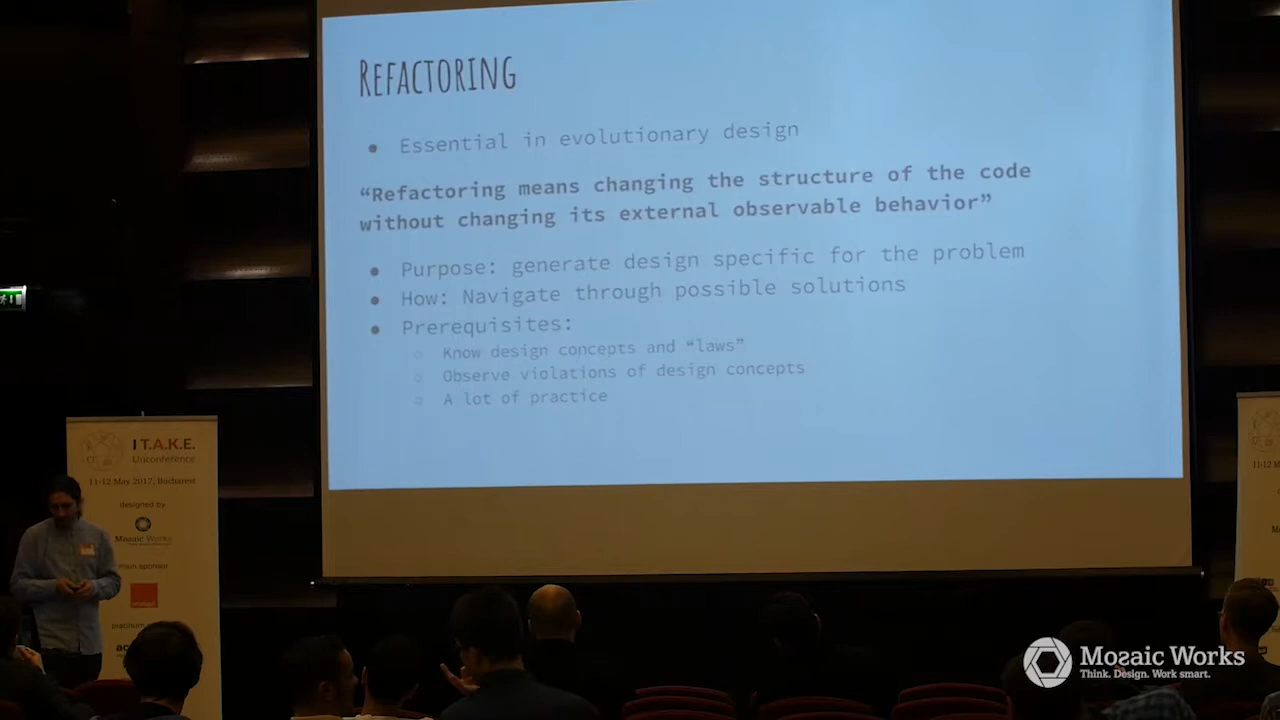 REFACTORING
● Essential in evolutionary design
“Refactoring means changing the structure of the code
without changing its external observable behavior”
● Purpose: generate design specific for the problem
● How: Navigate through possible solutions
● Prerequisites:
○ Know design concepts and “laws”
○ Observe violations of design concepts
○ A lot of practice
I T.A.K.E.
Unconference
11-12 May 2017, Bucharest
designed by
Mozaic Works
main sponsor
platinum
I T
11-12 M
Mozaic Works
Think. Design. Work smart.